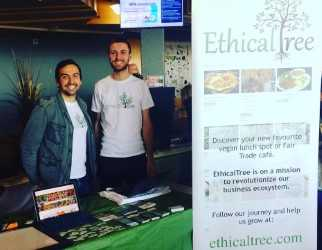 EthicalTree
Discover your new favourite
vegan lunch spot or Fair
Trade cafe.
EthicalTree is on a mission
to revolutionize our
business ecosystem.
Follow our journey and help
us grow at:
ethicaltree.com